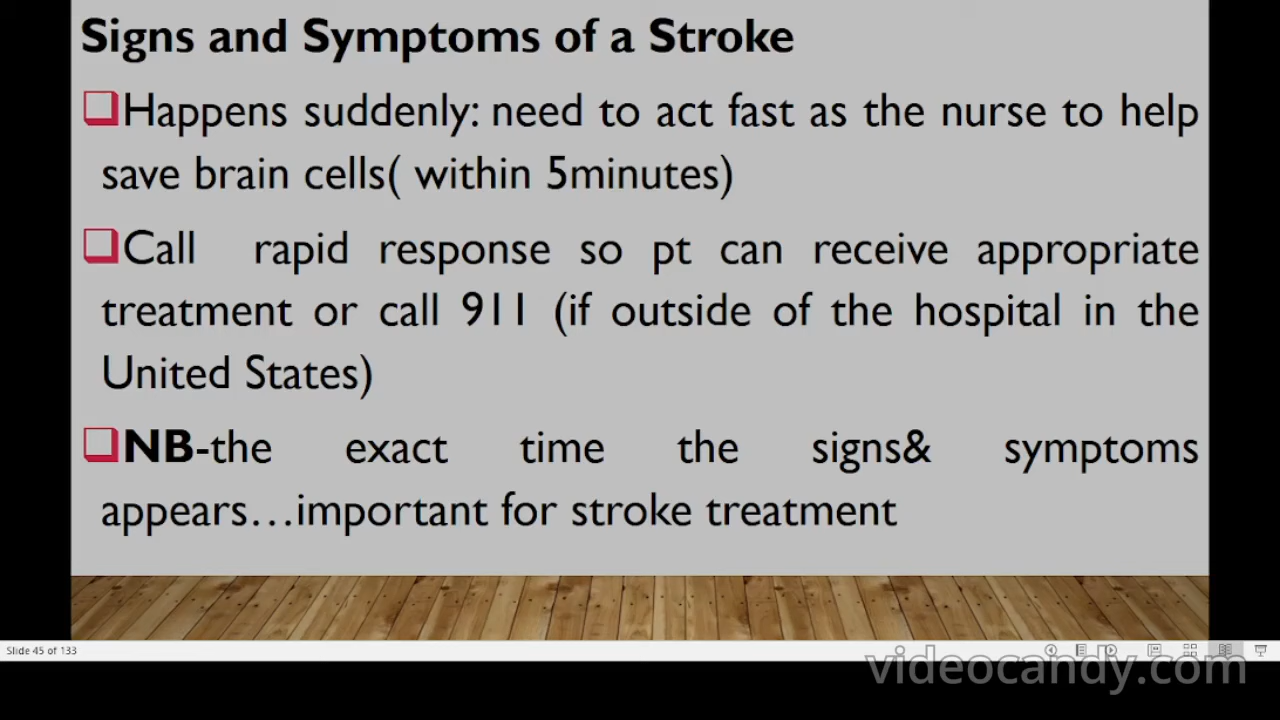 Signs and Symptoms of a Stroke
Happens suddenly: need to act fast as the nurse to help
save brain cells( within 5minutes)
Call rapid response so pt can receive appropriate
treatment or call 911 (if outside of the hospital in the
United States)
NB-the exact time the signs& symptoms
appears…important for stroke treatment
Slide 45 of 133
videocandy.com